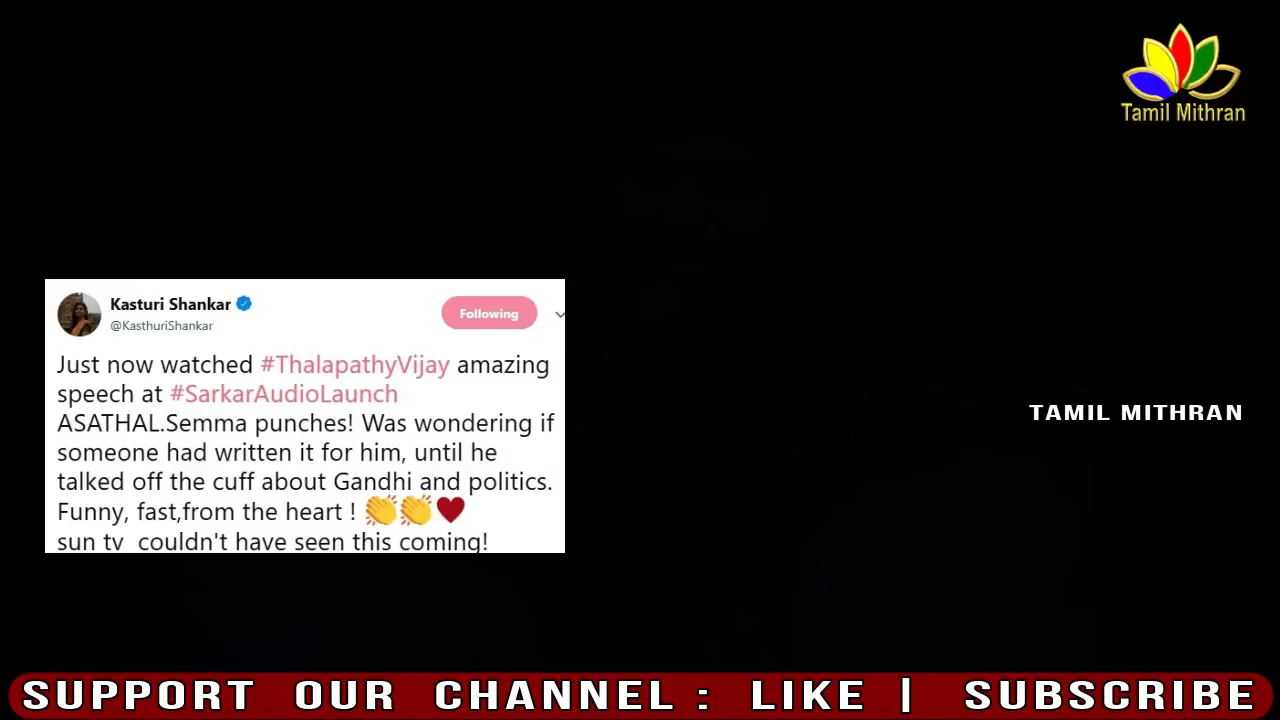 Tamil Mithran
Kasturi Shankar
@KasthuriShankar
Following
Just now watched #ThalapathyVijay amazing
speech at #SarkarAudioLaunch
ASATHAL.Semma punches! Was wondering if
someone had written it for him, until he
talked off the cuff about Gandhi and politics.
Funny, fast,from the heart ! 👏👏❤
sun tv  couldn't have seen this coming!
TAMIL MITHRAN
SUPPORT OUR CHANNEL : LIKE | SUBSCRIBE